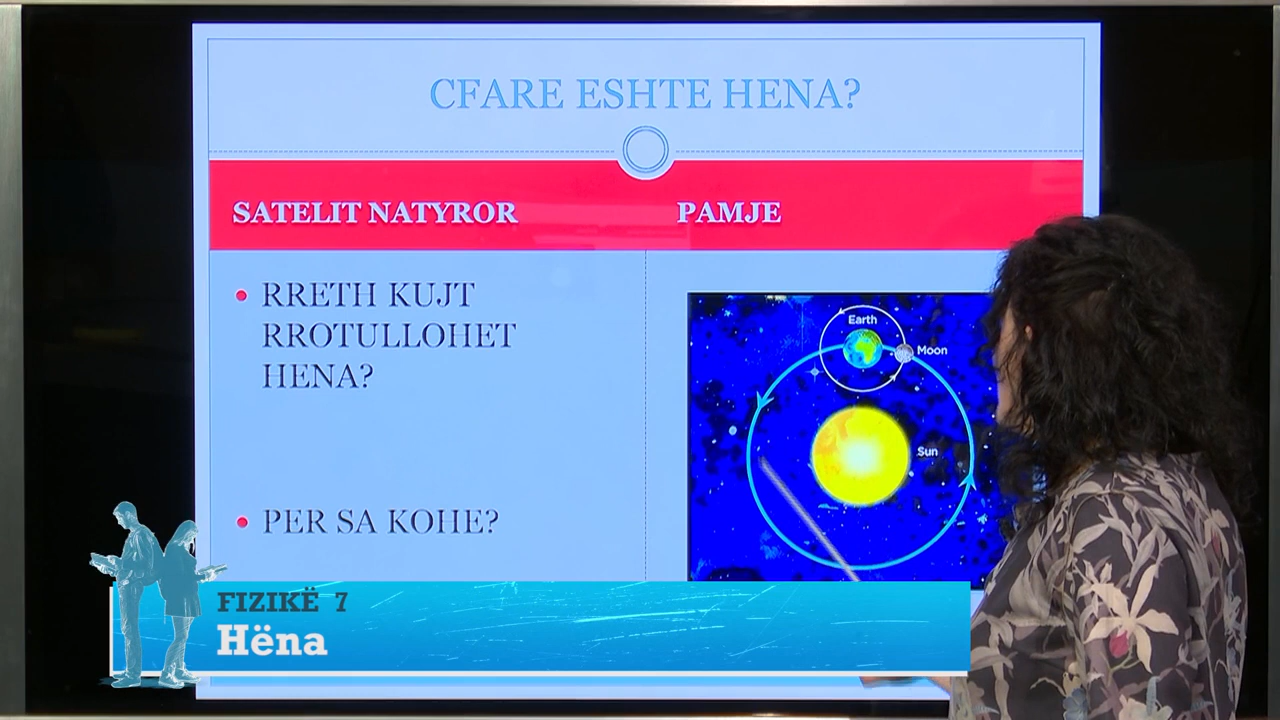 CFARE ESHTE HENA?
SATELIT NATYROR
PAMJE
RRETH KUJT
RROTULLOHET
HENA?
PER SA KOHE?
Earth
Moon
Sun
FIZIKË 7
Hëna